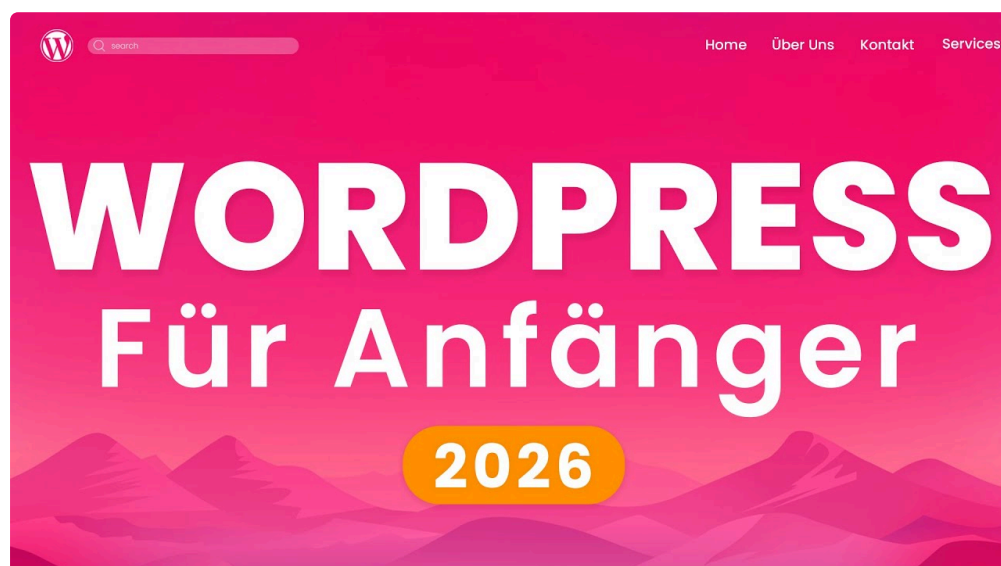 search
Home Über Uns Kontakt Services
WORDPRESS
Für Anfänger
2026